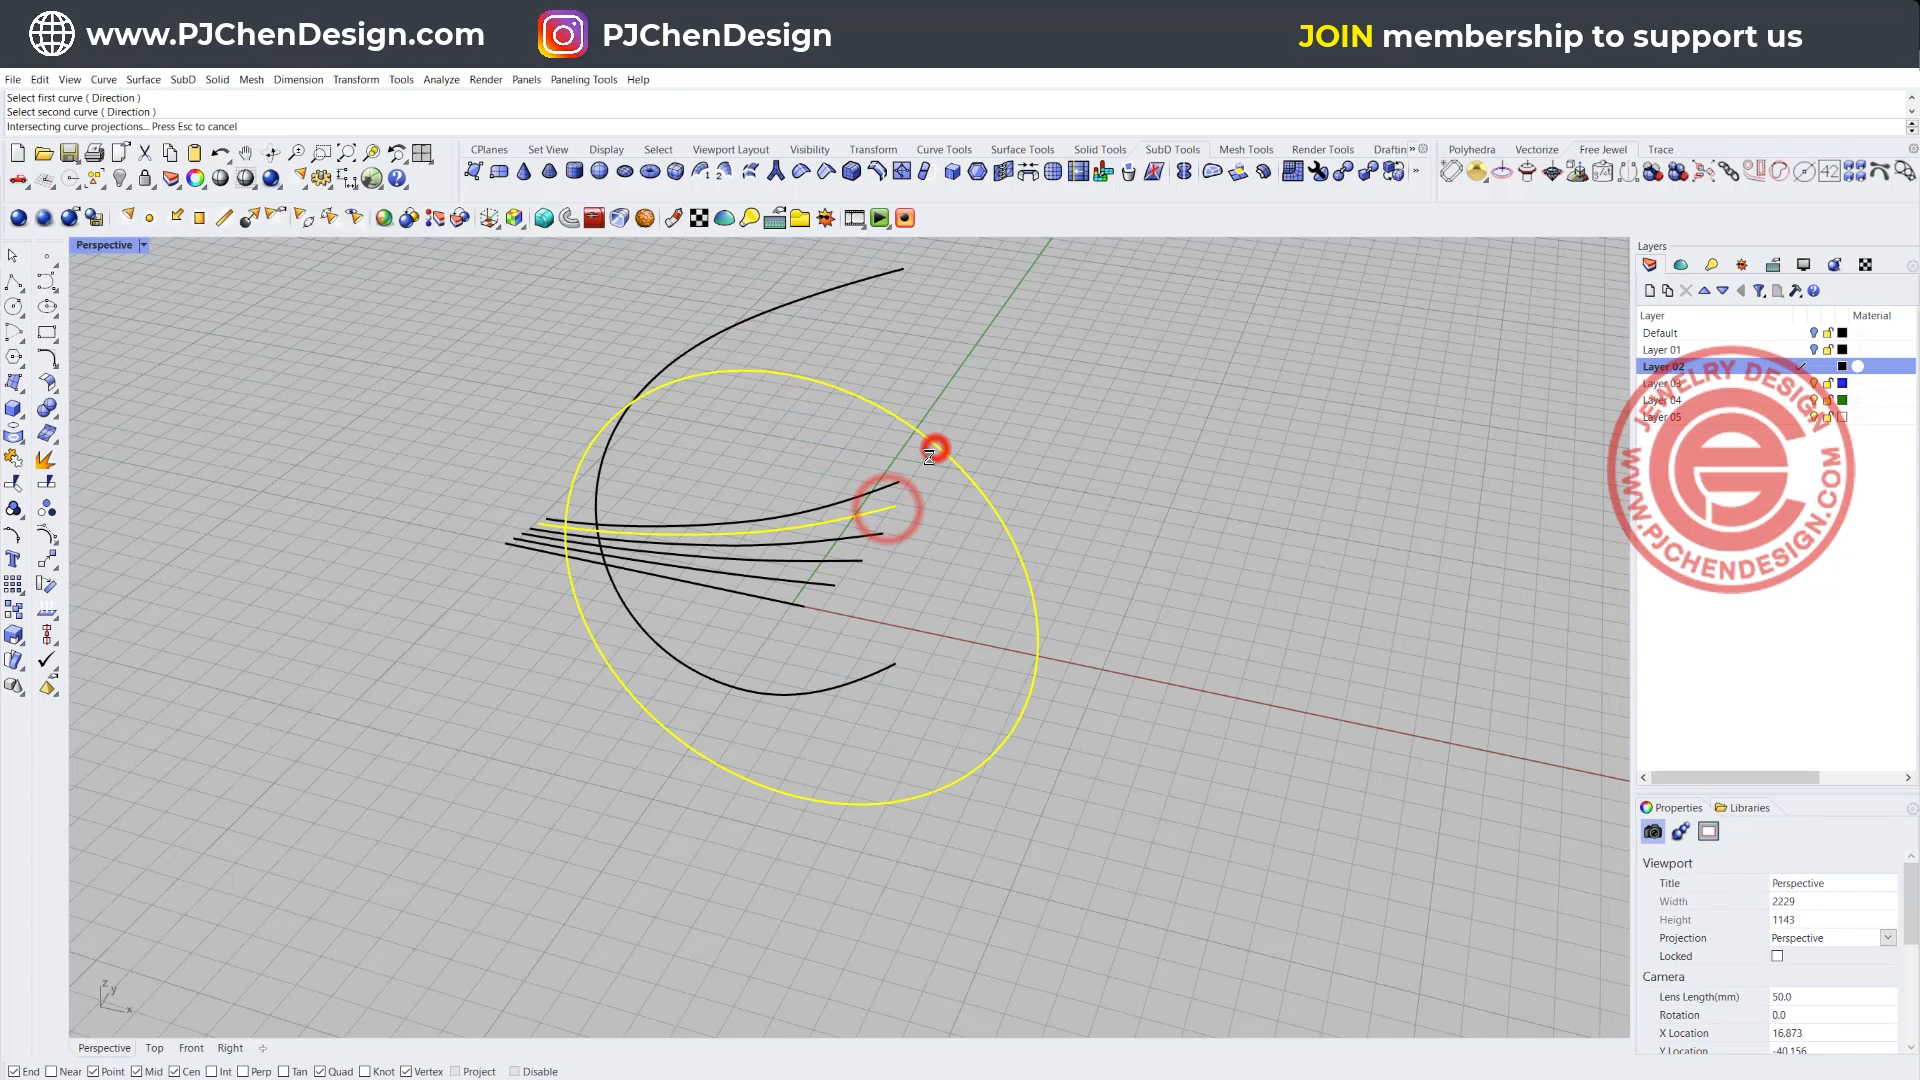 www.PJChenDesign.com PJChenDesign JOIN membership to support us
File Edit View Curve Surface SubD Solid Mesh Dimension Transform Tools Analyze Render Panels Paneling Tools Help
Select first curve ( Direction )
Select second curve ( Direction )
Intersecting curve projections... Press Esc to cancel
CPlanes Set View Display Select Viewport Layout Visibility Transform Curve Tools Surface Tools Solid Tools SubD Tools Mesh Tools Render Tools Draftin » Polyhedra Vectorize Free Jewel Trace
1 2
42
Perspective
Layers
Layer Material
Default
Layer 01
Layer 02
Layer 03
Layer 04
Layer 05
JEWELRY DESIGN
WWW.PJCHENDESIGN.COM
Properties Libraries
Viewport
Title Perspective
Width 2229
Height 1143
Projection Perspective
Locked
Camera
Lens Length(mm) 50.0
Rotation 0.0
X Location 16.873
Y Location -40.156
z y x
Perspective Top Front Right
End Near Point Mid Cen Int Perp Tan Quad Knot Vertex Project Disable